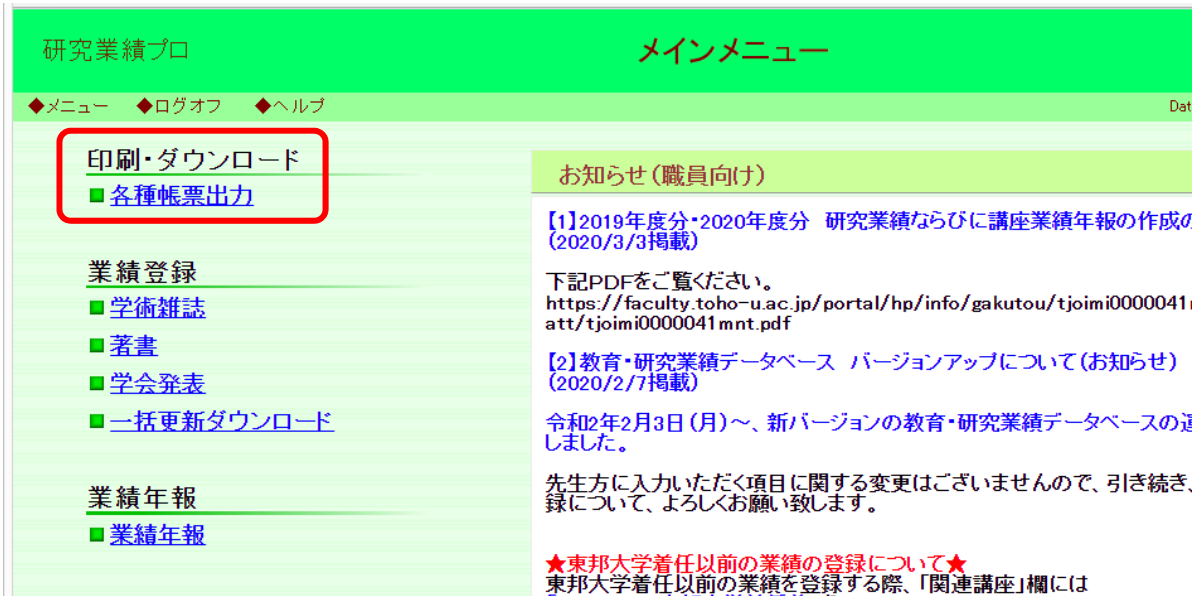 研究業績プロ
メインメニュー
◆メニュー ◆ログオフ ◆ヘルプ
Dat
印刷・ダウンロード
各種帳票出力
業績登録
学術雑誌
著書
学会発表
一括更新ダウンロード
業績年報
業績年報
お知らせ（職員向け）
【1】2019年度分・2020年度分 研究業績ならびに講座業績年報の作成の
（2020/3/3掲載）
下記PDFをご覧ください。
https://faculty.toho-u.ac.jp/portal/hp/info/gakutou/tjoimi0000041
att/tjoimi0000041mnt.pdf
【2】教育・研究業績データベース バージョンアップについて（お知らせ）
（2020/2/7掲載）
令和2年2月3日（月）～、新バージョンの教育・研究業績データベースの運
しました。
先生方に入力いただく項目に関する変更はございませんので、引き続き、
録について、よろしくお願い致します。
★東邦大学着任以前の業績の登録について★
東邦大学着任以前の業績を登録する際、「関連講座」欄には